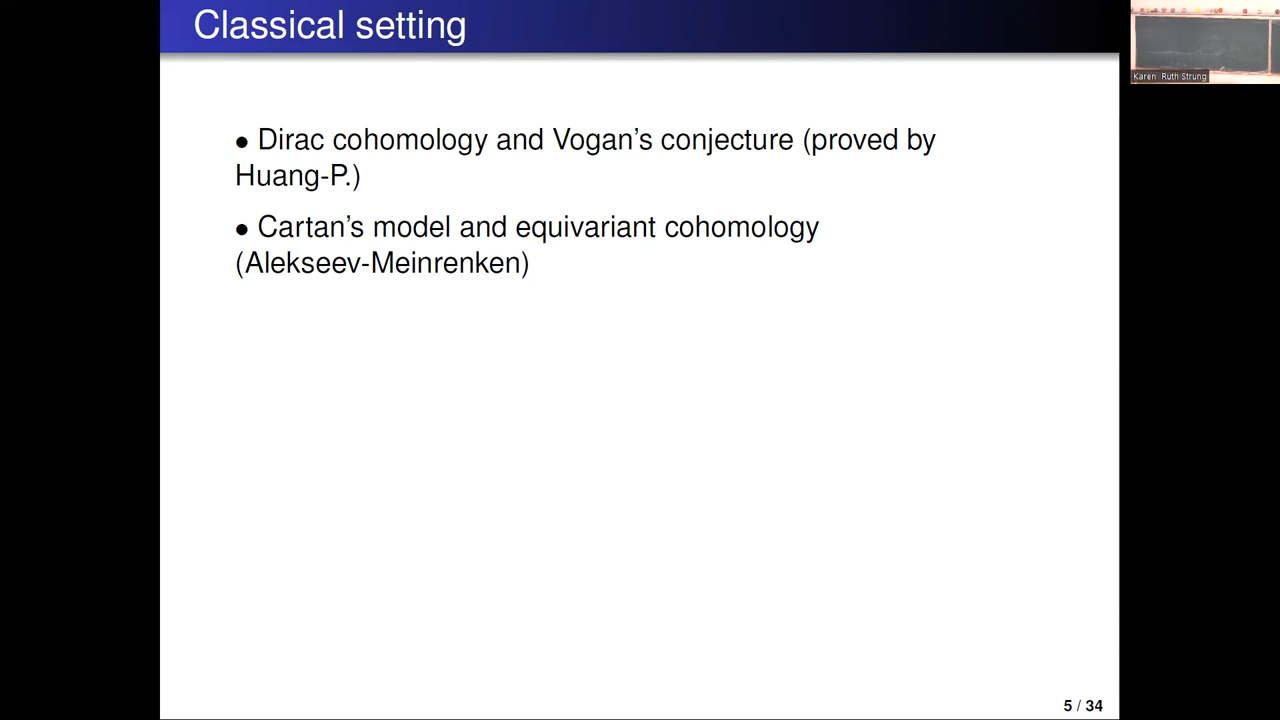 Classical setting
• Dirac cohomology and Vogan's conjecture (proved by
Huang-P.)
• Cartan's model and equivariant cohomology
(Alekseev-Meinrenken)
5 / 34
Karen Ruth Strung